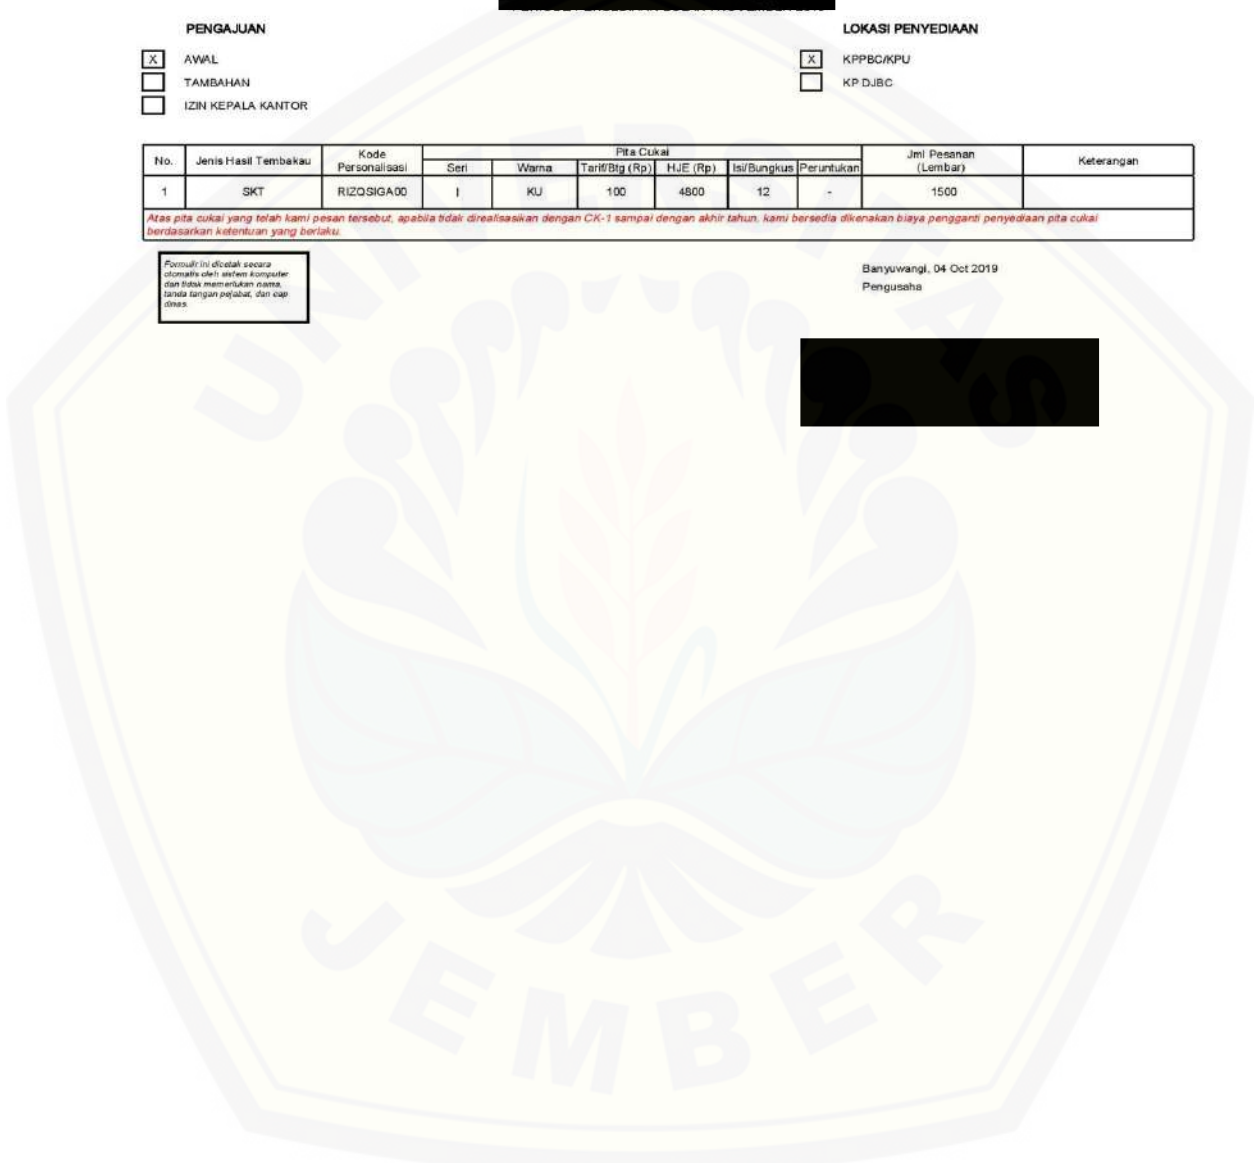 PENGAJUAN
LOKASI PENYEDIAAN
X AWAL
X KPPBC/KPU
TAMBAHAN
KP DJBC
IZIN KEPALA KANTOR
No. Jenis Hasil Tembakau Kode Personalisasi Pita Cukai Jml Pesanan (Lembar) Keterangan
Seri Warna Tarif/Btg (Rp) HJE (Rp) Isi/Bungkus Peruntukan
1 SKT RIZQSIGA00 I KU 100 4800 12 - 1500
Atas pita cukai yang telah kami pesan tersebut, apabila tidak direalisasikan dengan CK-1 sampai dengan akhir tahun, kami bersedia dikenakan biaya pengganti penyediaan pita cukai
berdasarkan ketentuan yang berlaku.
Formulir ini dicetak secara
otomatis oleh sistem komputer
dan tidak memerlukan nama,
tanda tangan pejabat, dan cap
dinas.
Banyuwangi, 04 Oct 2019
Pengusaha
UNIVERSITAS
JEMBER